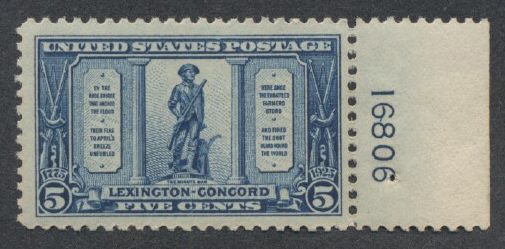 UNITED STATES POSTAGE
BY THE
RUDE BRIDGE
THAT ARCHED
THE FLOOD
THEIR FLAG
TO APRIL'S
BREEZE
UNFURLED
HERE ONCE
THE EMBATTLED
FARMERS
STOOD
AND FIRED
THE SHOT
HEARD ROUND
THE WORLD
1775
1925
THE MINUTE MAN
5
LEXINGTON-CONCORD
5
FIVE CENTS
16806